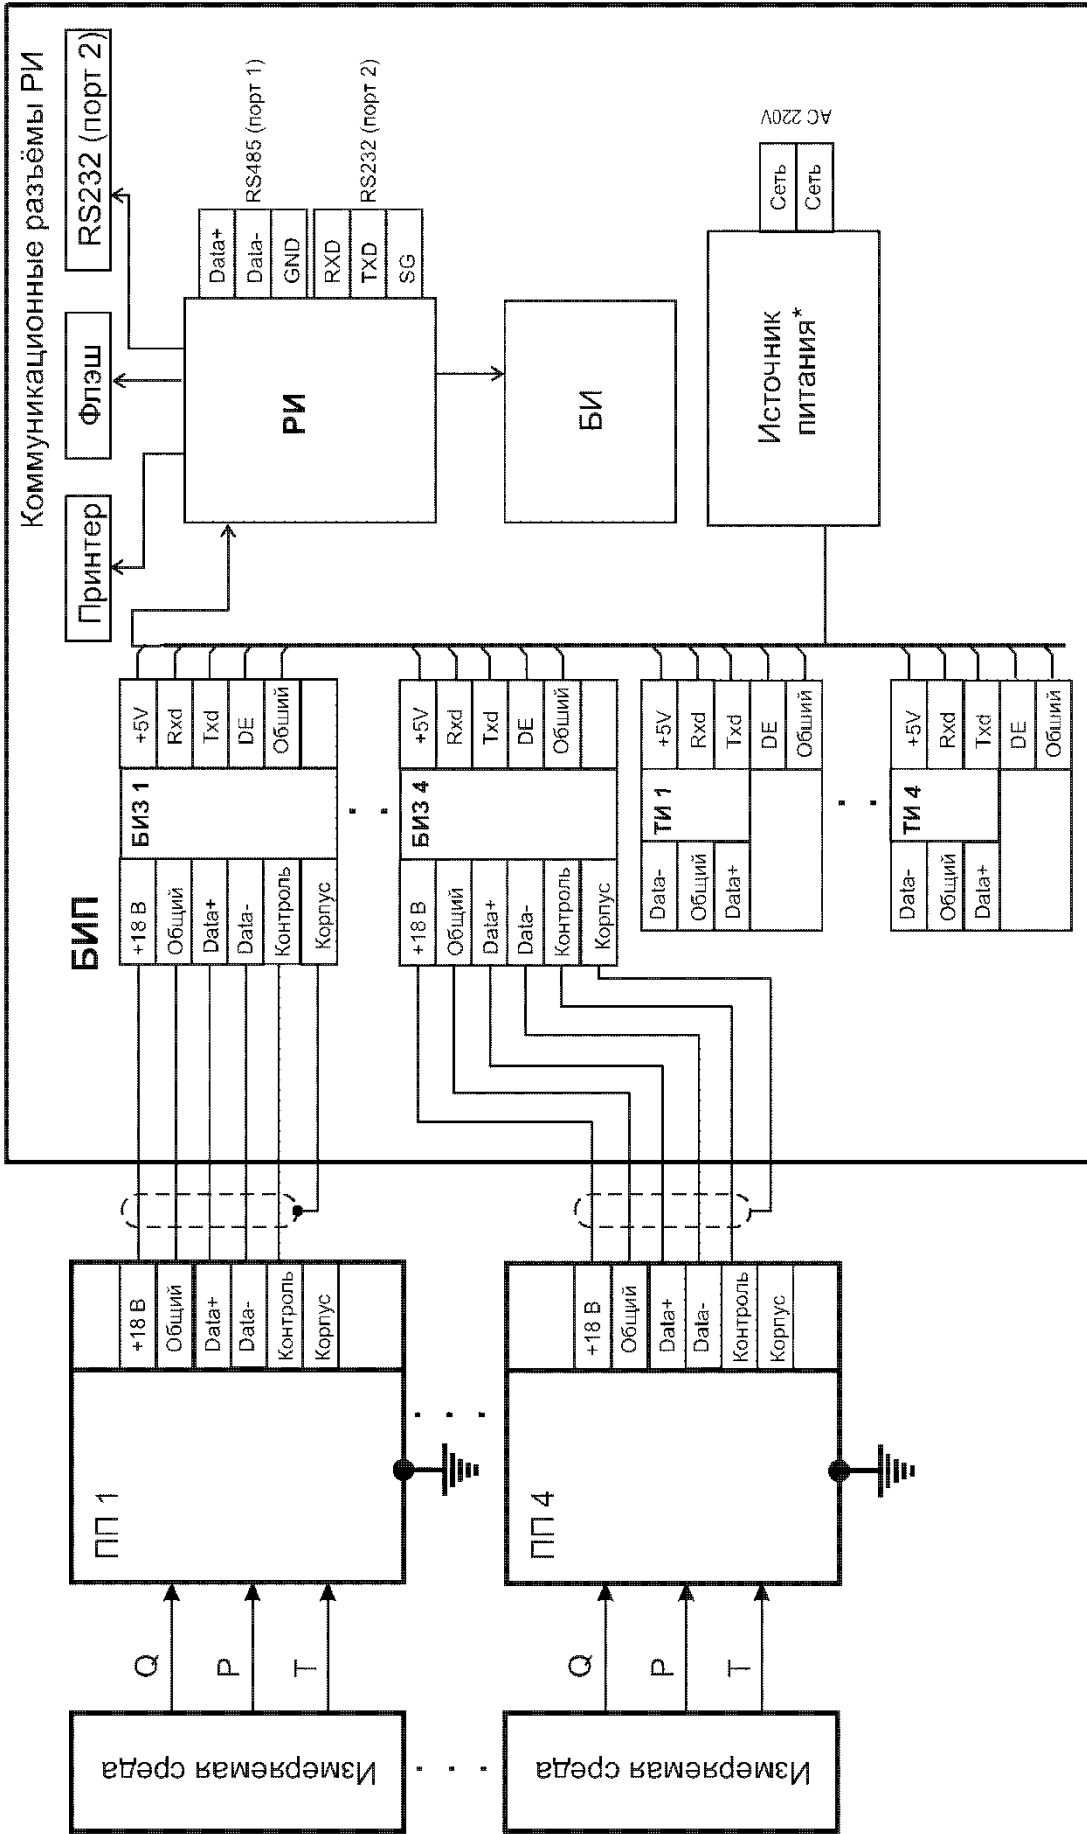 Коммуникационные разъёмы РИ
Принтер
Флэш
RS232 (порт 2)
РИ
Data+
Data-
GND
RS485 (порт 1)
RXD
TXD
SG
RS232 (порт 2)
БИ
Источник
питания*
Сеть
Сеть
AC 220V
БИП
+18 В
Общий
Data+
Data-
Контроль
Корпус
БИЗ 1
+5V
Rxd
Txd
DE
Общий
+18 В
Общий
Data+
Data-
Контроль
Корпус
БИЗ 4
+5V
Rxd
Txd
DE
Общий
Data-
Общий
Data+
ТИ 1
+5V
Rxd
Txd
DE
Общий
Data-
Общий
Data+
ТИ 4
+5V
Rxd
Txd
DE
Общий
Измеряемая среда
Q
P
T
ПП 1
+18 В
Общий
Data+
Data-
Контроль
Корпус
Измеряемая среда
Q
P
T
ПП 4
+18 В
Общий
Data+
Data-
Контроль
Корпус